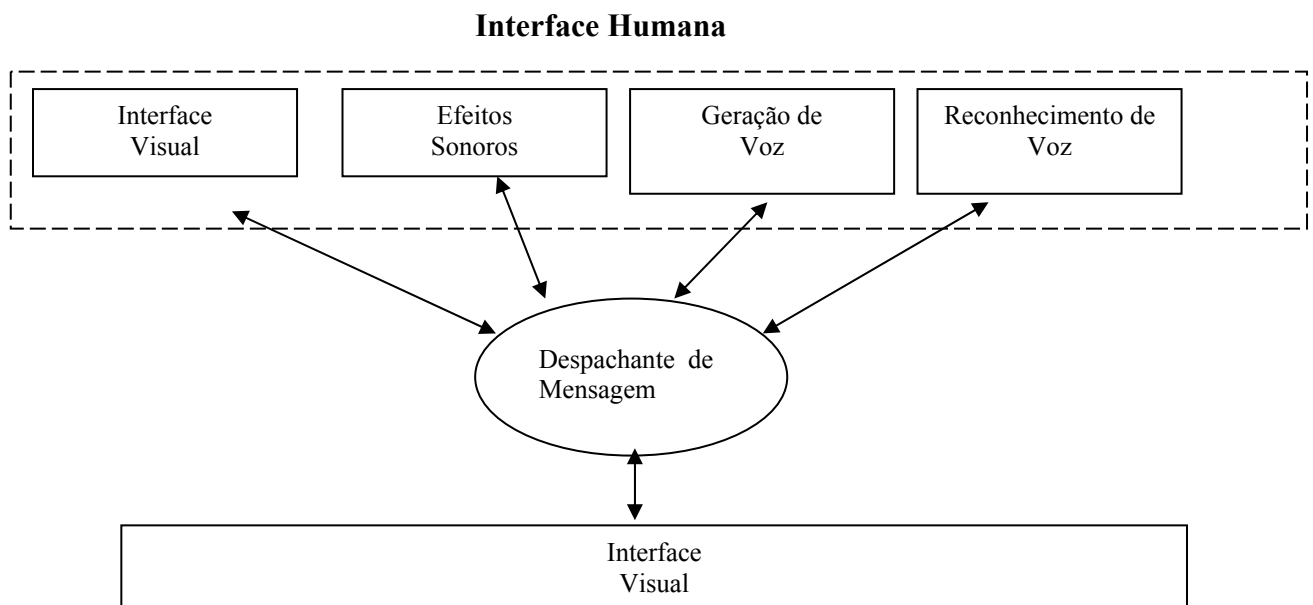 Interface Humana
Interface
Visual
Efeitos
Sonoros
Geração de
Voz
Reconhecimento de
Voz
Despachante de
Mensagem
Interface
Visual